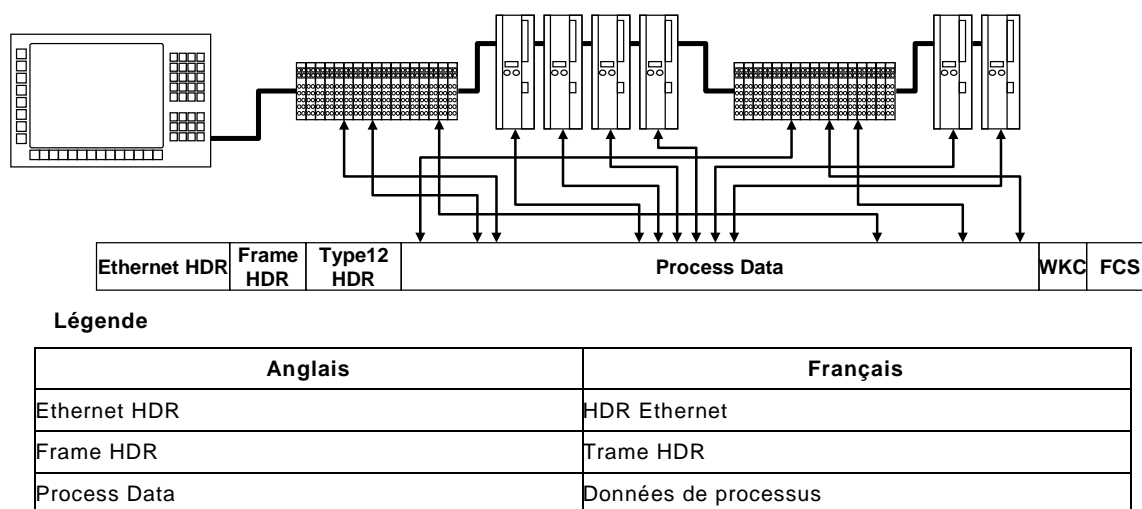 Ethernet HDR Frame HDR Type12 HDR Process Data WKC FCS
Légende
Anglais Français
Ethernet HDR HDR Ethernet
Frame HDR Trame HDR
Process Data Données de processus